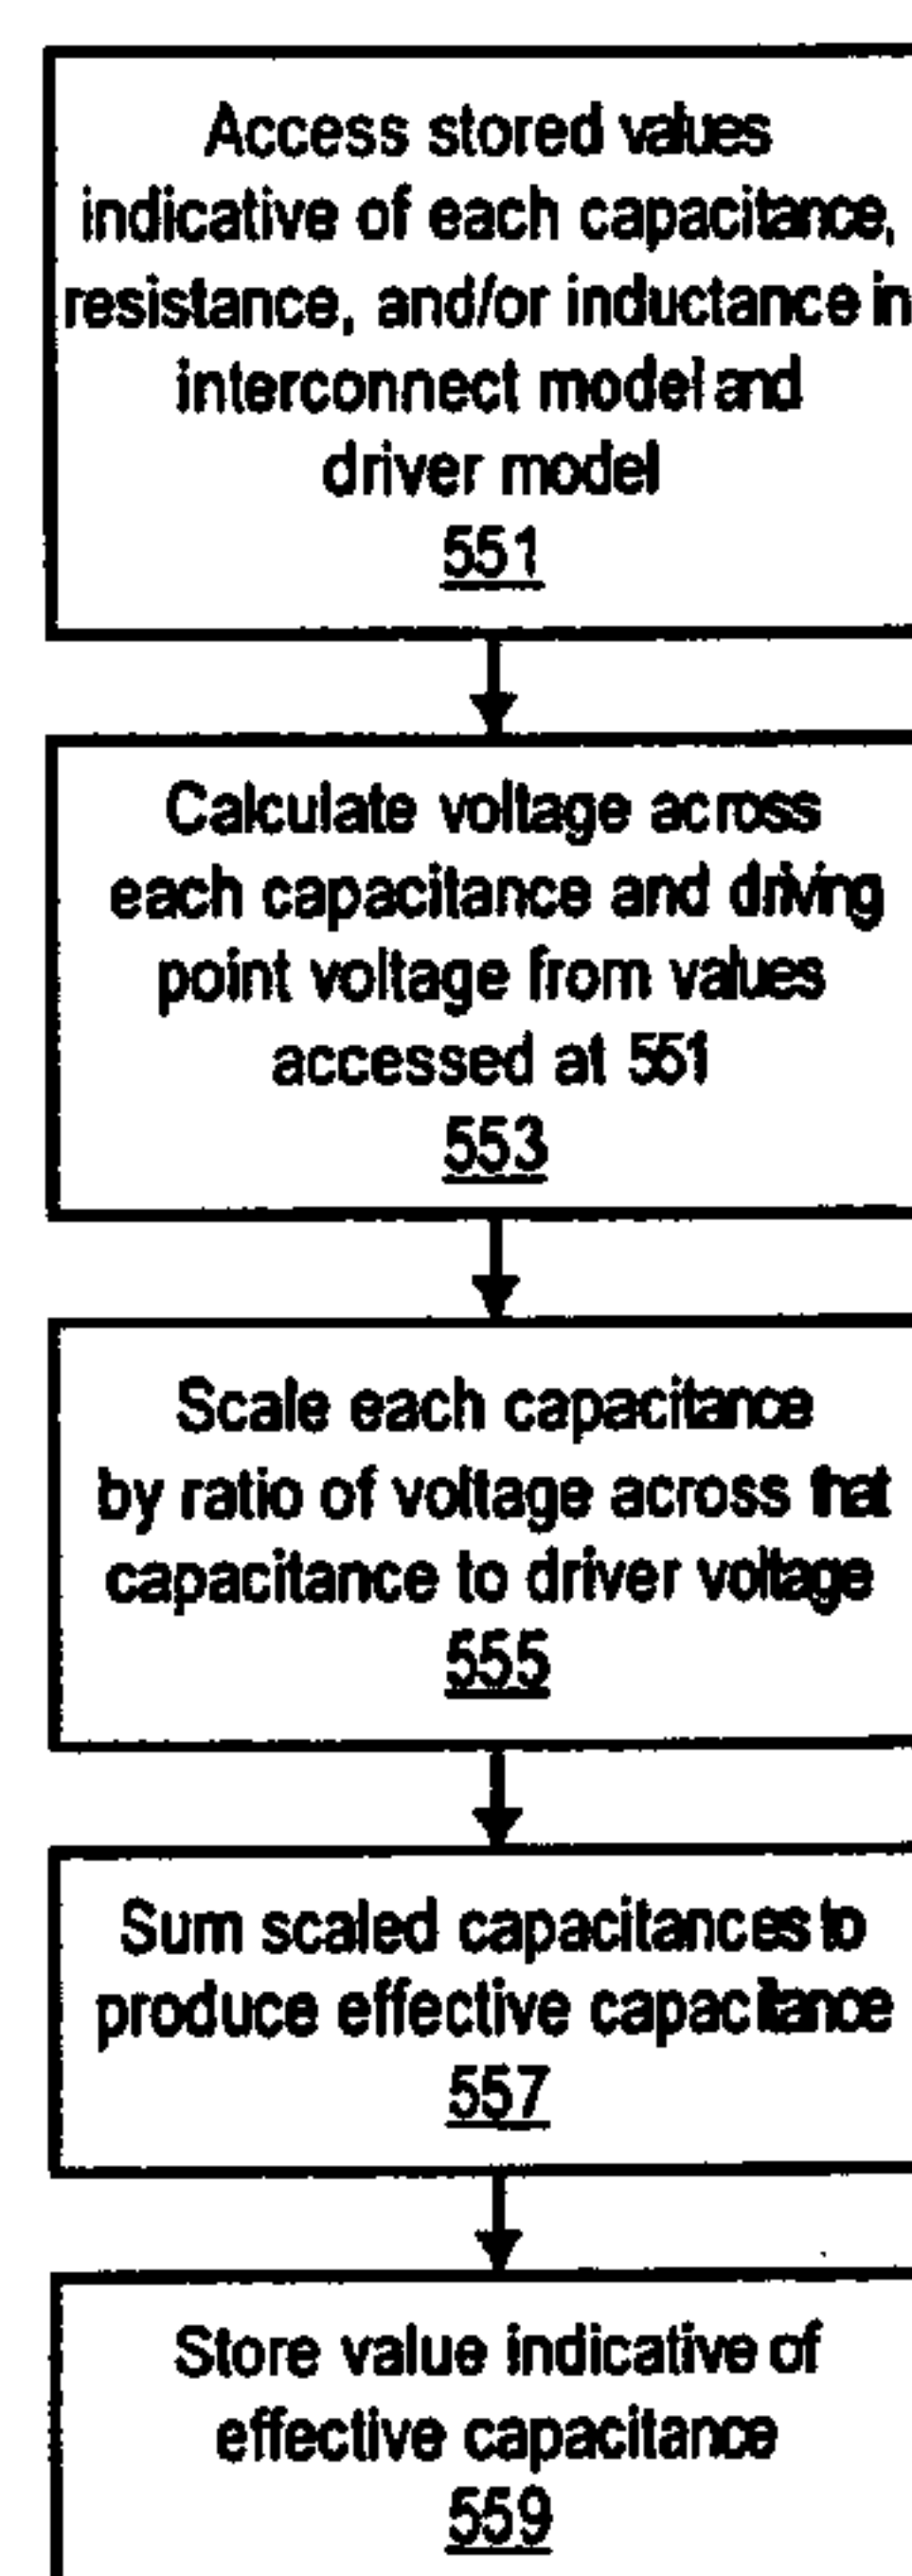 Access stored values
indicative of each capacitance,
resistance, and/or inductance in
interconnect model and
driver model
551
Calculate voltage across
each capacitance and driving
point voltage from values
accessed at 551
553
Scale each capacitance
by ratio of voltage across that
capacitance to driver voltage
555
Sum scaled capacitances to
produce effective capacitance
557
Store value indicative of
effective capacitance
559